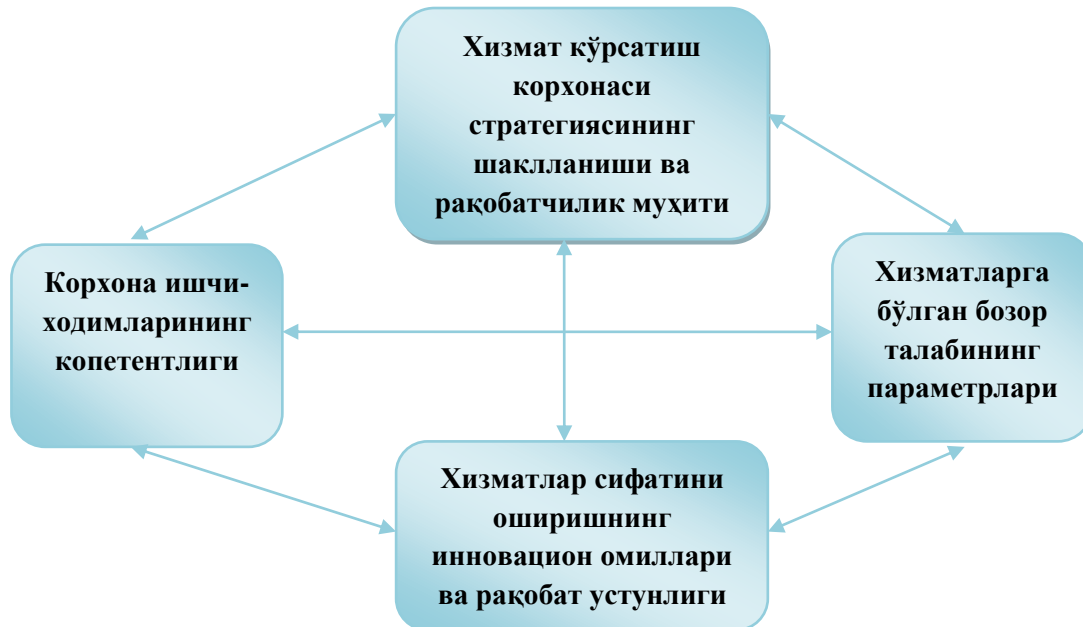 Хизмат кўрсатиш
корхонаси
стратегиясининг
шаклланиши ва
рақобатчилик муҳити
Корхона ишчи-
ходимларининг
копетентлиги
Хизматларга
бўлган бозор
талабининг
параметрлари
Хизматлар сифатини
оширишнинг
инновацион омиллари
ва рақобат устунлиги